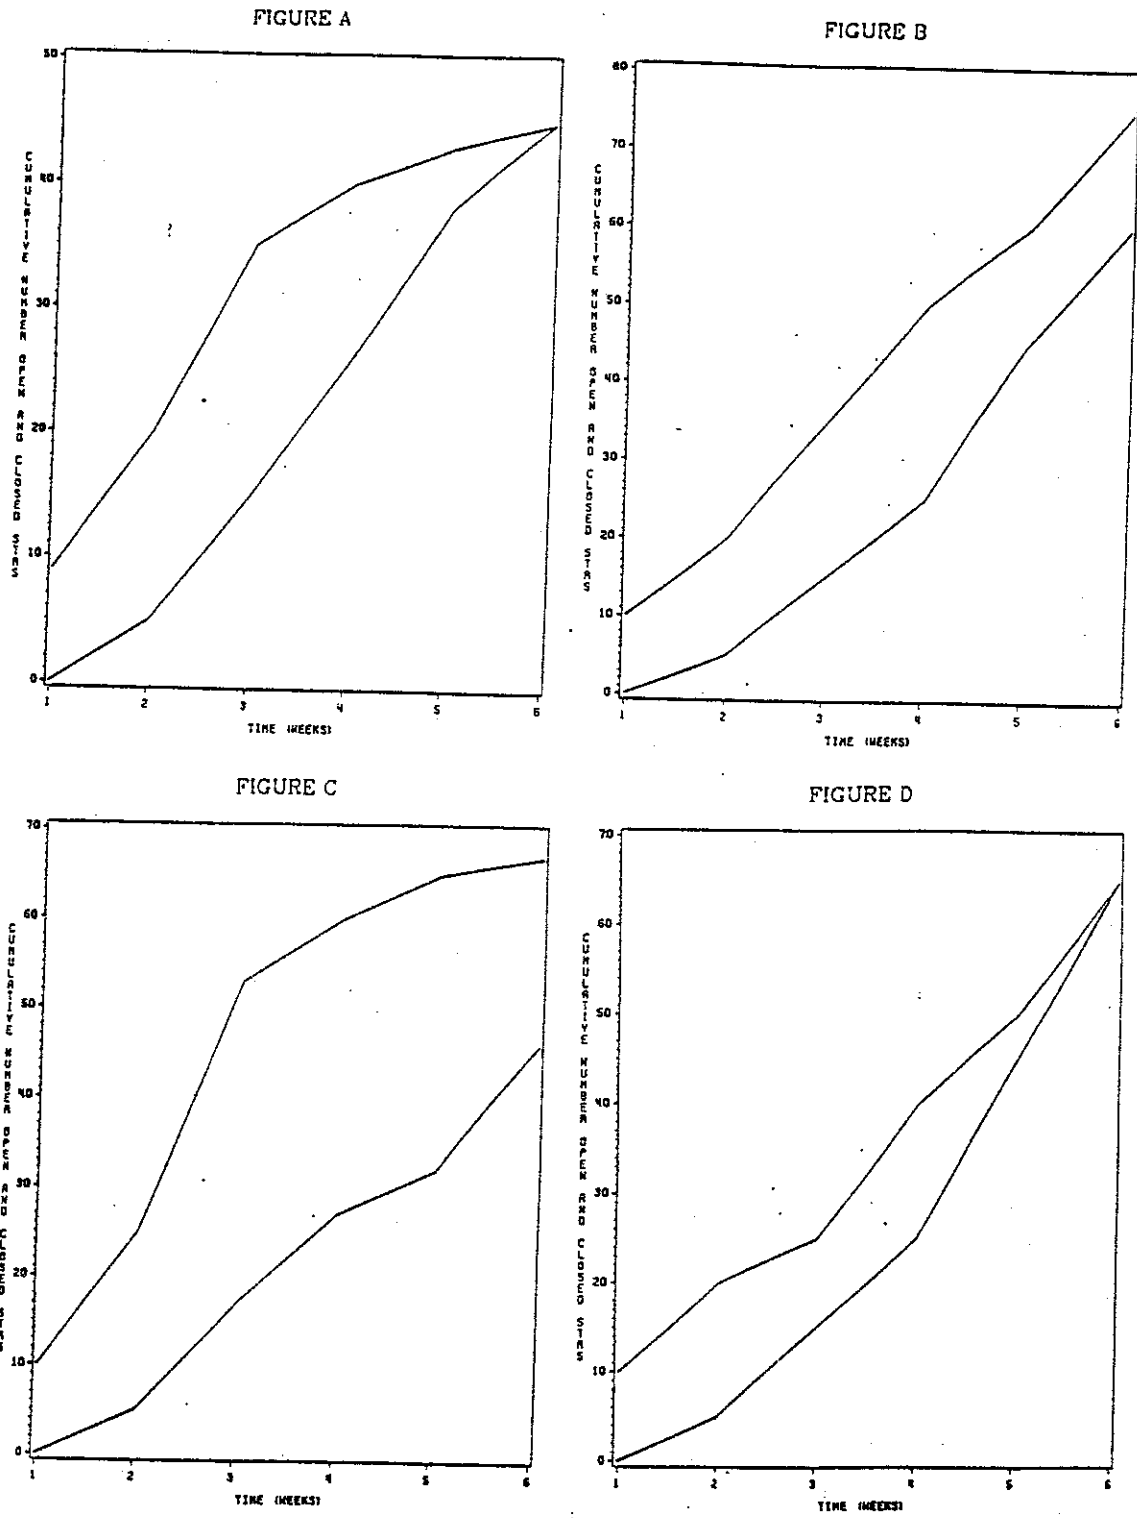 FIGURE A
50
40
30
20
10
0
CUMULATIVE NUMBER OPEN AND CLOSED STRS
1 2 3 4 5 6
TIME (WEEKS)
FIGURE B
80
70
60
50
40
30
20
10
0
CUMULATIVE NUMBER OPEN AND CLOSED STRS
1 2 3 4 5 6
TIME (WEEKS)
FIGURE C
70
60
50
40
30
20
10
0
CUMULATIVE NUMBER OPEN AND CLOSED STRS
1 2 3 4 5 6
TIME (WEEKS)
FIGURE D
70
60
50
40
30
20
10
0
CUMULATIVE NUMBER OPEN AND CLOSED STRS
1 2 3 4 5 6
TIME (WEEKS)